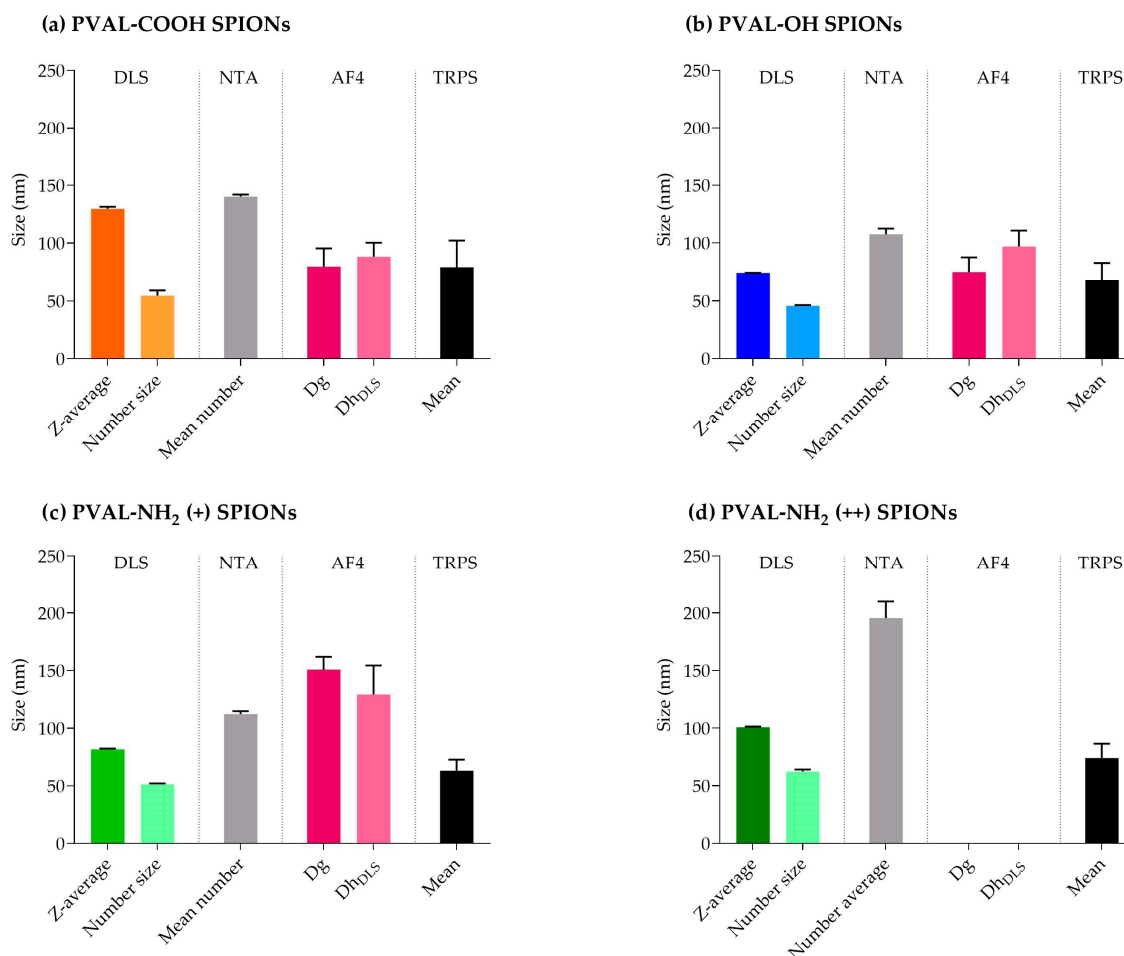 (a) PVAL-COOH SPIONs
DLS NTA AF4 TRPS
250
200
150
100
50
0
Size (nm)
Z-average
Number size
Mean number
Dg
DhDLS
Mean
(b) PVAL-OH SPIONs
DLS NTA AF4 TRPS
250
200
150
100
50
0
Size (nm)
Z-average
Number size
Mean number
Dg
DhDLS
Mean
(c) PVAL-NH2 (+) SPIONs
DLS NTA AF4 TRPS
250
200
150
100
50
0
Size (nm)
Z-average
Number size
Mean number
Dg
DhDLS
Mean
(d) PVAL-NH2 (++) SPIONs
DLS NTA AF4 TRPS
250
200
150
100
50
0
Size (nm)
Z-average
Number size
Number average
Dg
DhDLS
Mean